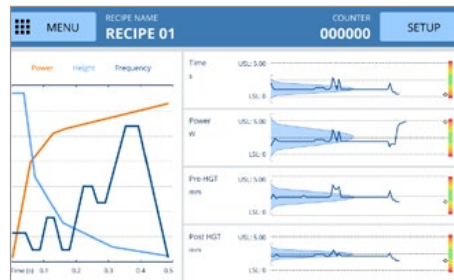 MENU
RECIPE NAME
RECIPE 01
COUNTER
000000
SETUP
Power Height Frequency
Time (s) 0.1 0.2 0.3 0.4 0.5
Time
s
USL: 5.00
LSL: 0
Power
W
USL: 5.00
LSL: 0
Pre-HGT
mm
USL: 5.00
LSL: 0
Post HGT
mm
USL: 5.00
LSL: 0